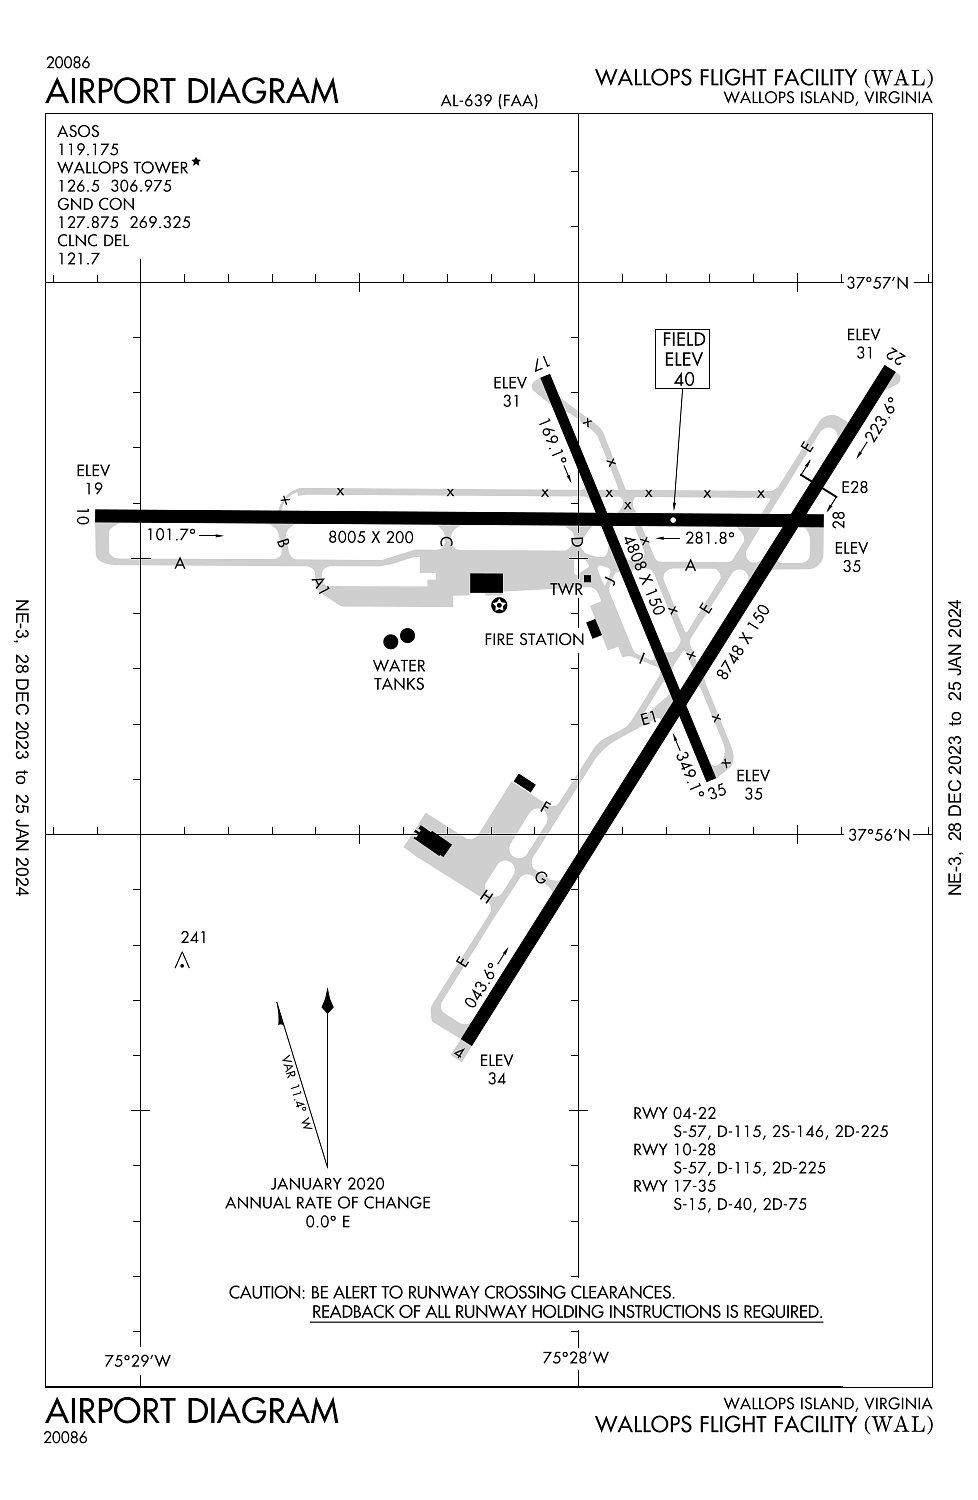 20086
AIRPORT DIAGRAM
AL-639 (FAA)
WALLOPS FLIGHT FACILITY (WAL)
WALLOPS ISLAND, VIRGINIA
ASOS
119.175
WALLOPS TOWER★
126.5 306.975
GND CON
127.875 269.325
CLNC DEL
121.7
37°57'N
FIELD
ELEV
40
ELEV
31
22
17
ELEV
31
223.6°
169.1°
E
ELEV
19
x
x
x
x
x
x
x
x
x
x
x
x
E28
10
28
101.7°
8005 X 200
281.8°
ELEV
35
B
C
D
A
A
A1
4808 X 150
TWR
J
x
E
FIRE STATION
8748 X 150
I
x
WATER
TANKS
E1
x
349.1°
x
35
ELEV
35
F
37°56'N
G
H
241
E
043.6°
4
ELEV
34
VAR 11.4° W
JANUARY 2020
ANNUAL RATE OF CHANGE
0.0° E
RWY 04-22
S-57, D-115, 2S-146, 2D-225
RWY 10-28
S-57, D-115, 2D-225
RWY 17-35
S-15, D-40, 2D-75
CAUTION: BE ALERT TO RUNWAY CROSSING CLEARANCES.
READBACK OF ALL RUNWAY HOLDING INSTRUCTIONS IS REQUIRED.
75°29'W
75°28'W
NE-3, 28 DEC 2023 to 25 JAN 2024
NE-3, 28 DEC 2023 to 25 JAN 2024
AIRPORT DIAGRAM
20086
WALLOPS ISLAND, VIRGINIA
WALLOPS FLIGHT FACILITY (WAL)